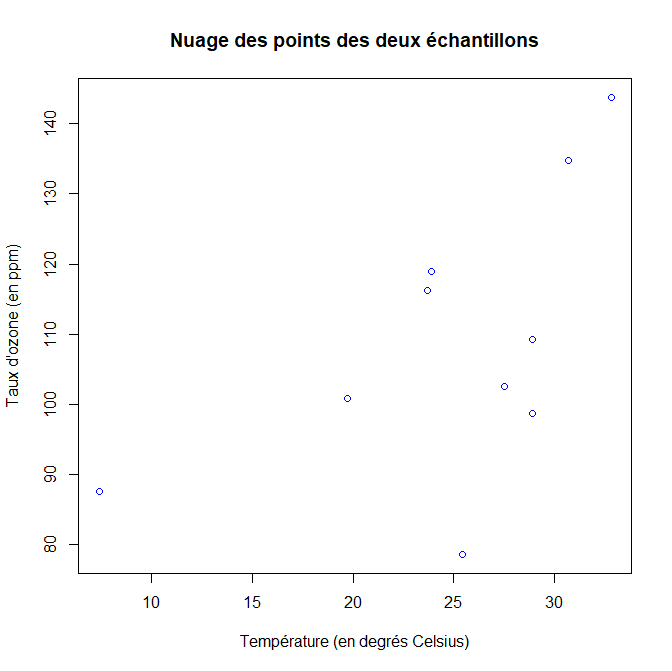 Nuage des points des deux échantillons
Taux d'ozone (en ppm)
140
130
120
110
100
90
80
10 15 20 25 30
Température (en degrés Celsius)